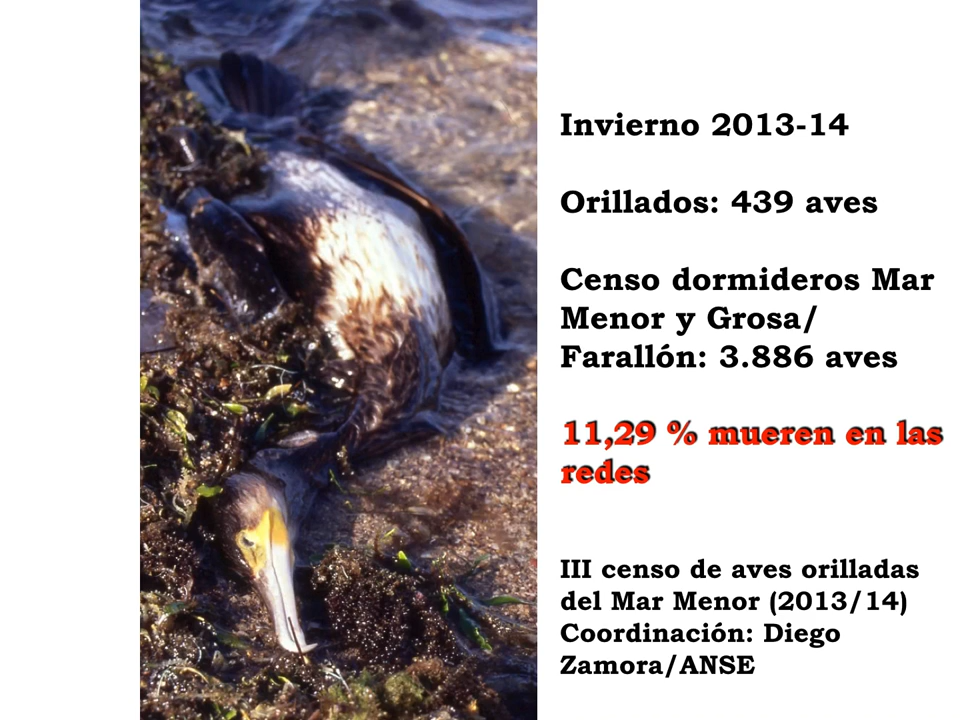 Invierno 2013-14
Orillados: 439 aves
Censo dormideros Mar
Menor y Grosa/
Farallón: 3.886 aves
11,29 % mueren en las
redes
III censo de aves orilladas
del Mar Menor (2013/14)
Coordinación: Diego
Zamora/ANSE